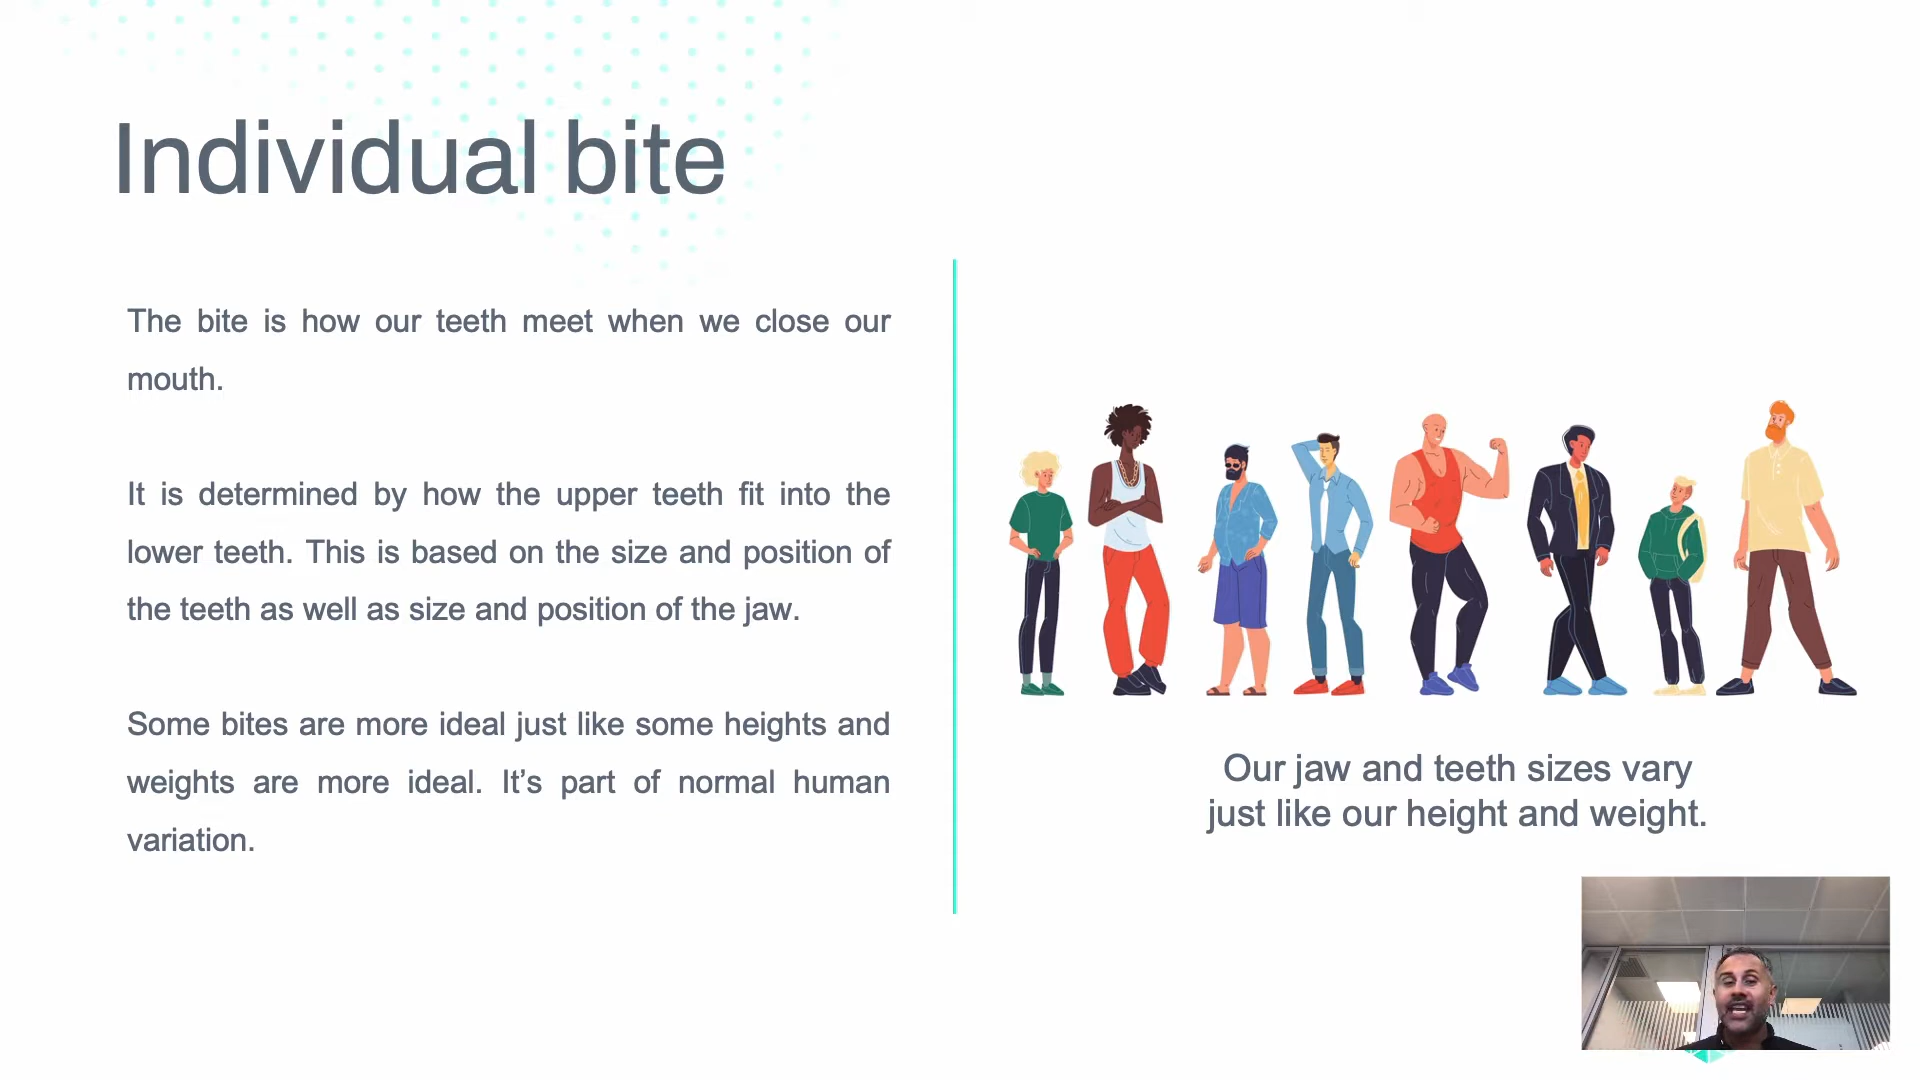 Individual bite
The bite is how our teeth meet when we close our
mouth.
It is determined by how the upper teeth fit into the
lower teeth. This is based on the size and position of
the teeth as well as size and position of the jaw.
Some bites are more ideal just like some heights and
weights are more ideal. It’s part of normal human
variation.
Our jaw and teeth sizes vary
just like our height and weight.